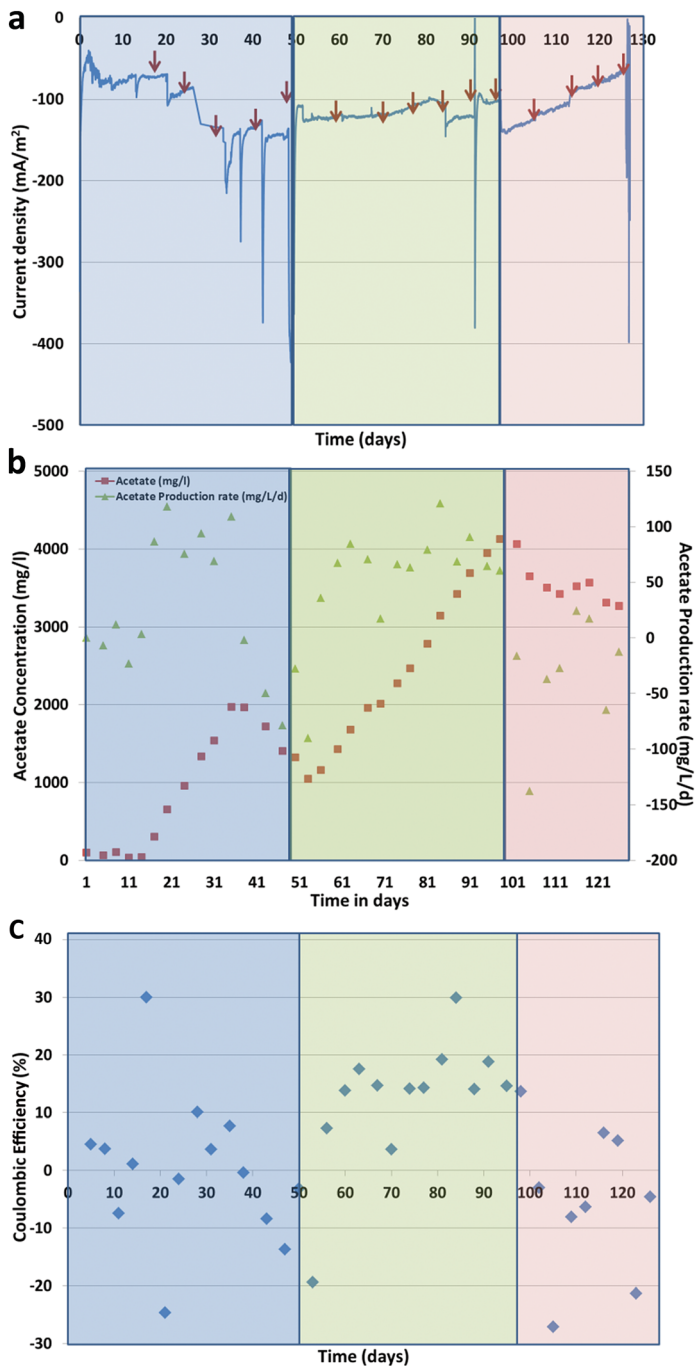 a
0
0 10 20 30 40 50 60 70 80 90 100 110 120 130
-100
-200
-300
-400
-500
Current density (mA/m²)
Time (days)
b
5000 150
Acetate (mg/l)
Acetate Production rate (mg/L/d)
100
4000
50
3000
0
2000
-50
-100
1000
-150
0 -200
Acetate Concentration (mg/l)
Acetate Production rate (mg/L/d)
1 11 21 31 41 51 61 71 81 91 101 111 121
Time in days
c
40
30
20
10
0
0 10 20 30 40 50 60 70 80 90 100 110 120
-10
-20
-30
Coulombic Efficiency (%)
Time (days)